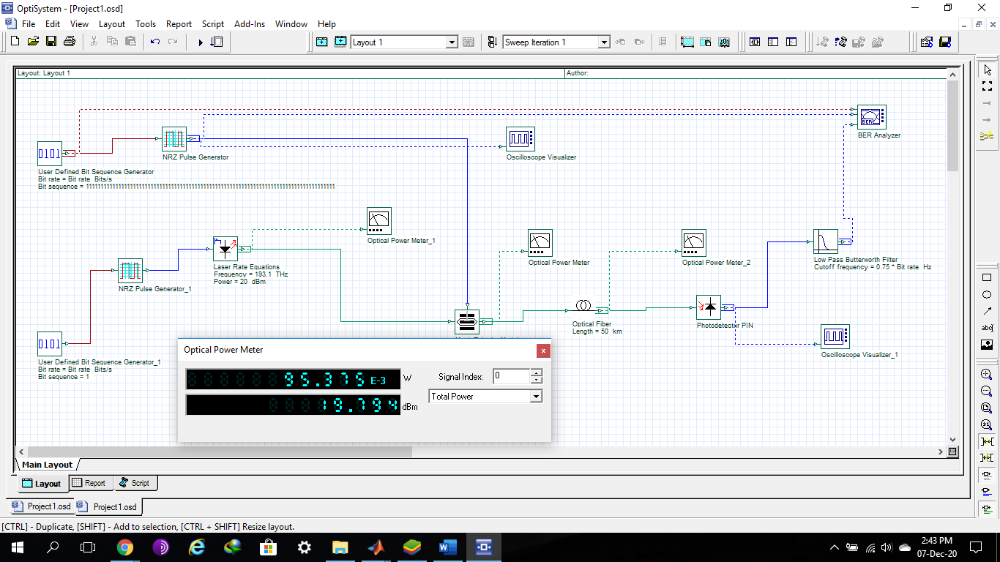 OptiSystem - [Project1.osd]
File Edit View Layout Tools Report Script Add-Ins Window Help
Layout 1
Sweep Iteration 1
Layout: Layout 1
Author:
BER
BER Analyzer
NRZ Pulse Generator
Oscilloscope Visualizer
0101
User Defined Bit Sequence Generator
Bit rate = Bit rate Bits/s
Optical Power Meter_1
Optical Power Meter
Optical Power Meter_2
Low Pass Butterworth Filter
Cutoff frequency = 0.75 * Bit rate Hz
Laser Rate Equations
Frequency = 193.1 THz
Power = 20 dBm
NRZ Pulse Generator_1
Optical Fiber
Length = 50 km
Photodetector PIN
Oscilloscope Visualizer_1
0101
User Defined Bit Sequence Generator_1
Bit rate = Bit rate Bits/s
Bit sequence = 1
Optical Power Meter
x
95.375 E-3 W
Signal Index: 0
19.794 dBm
Total Power
Main Layout
Layout Report Script
Project1.osd Project1.osd
[CTRL] - Duplicate, [SHIFT] - Add to selection, [CTRL + SHIFT] Resize layout.
abc
1:1
2:43 PM
07-Dec-20